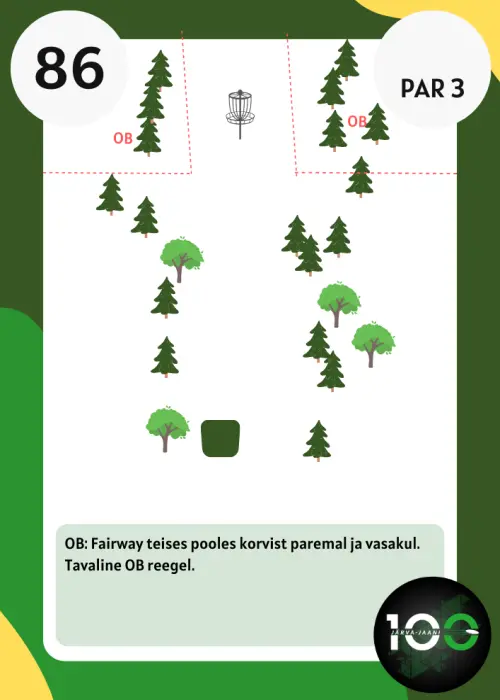 86
PAR 3
OB
OB
OB: Fairway teises pooles korvist paremal ja vasakul.
Tavaline OB reegel.
100
JÄRVA-JAANI